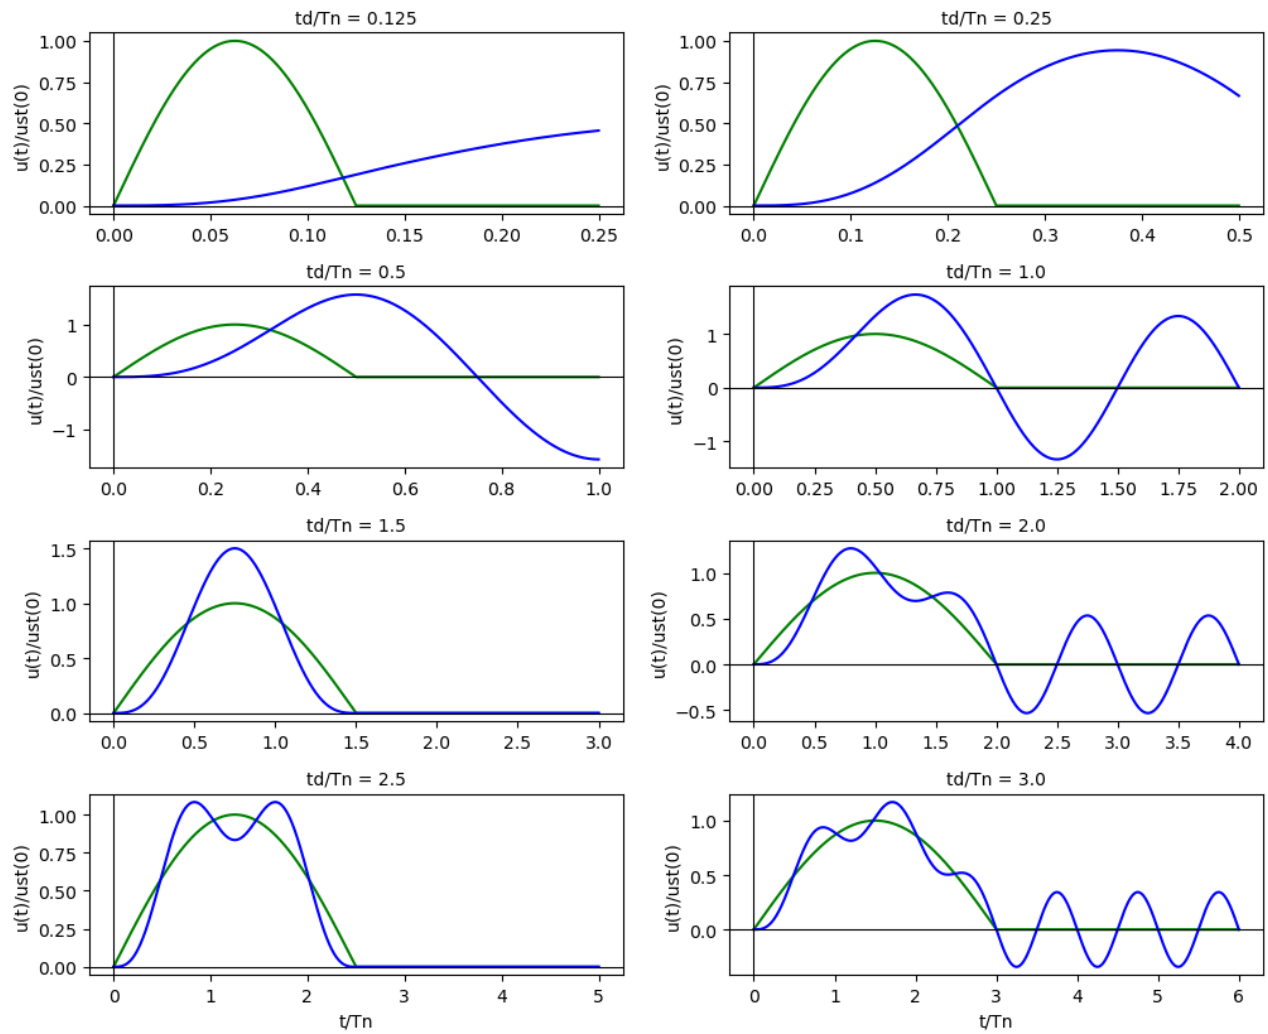 td/Tn = 0.125
u(t)/ust(0)
1.00
0.75
0.50
0.25
0.00
0.00 0.05 0.10 0.15 0.20 0.25
td/Tn = 0.25
u(t)/ust(0)
1.00
0.75
0.50
0.25
0.00
0.0 0.1 0.2 0.3 0.4 0.5
td/Tn = 0.5
u(t)/ust(0)
1
0
−1
0.0 0.2 0.4 0.6 0.8 1.0
td/Tn = 1.0
u(t)/ust(0)
1
0
−1
0.00 0.25 0.50 0.75 1.00 1.25 1.50 1.75 2.00
td/Tn = 1.5
u(t)/ust(0)
1.5
1.0
0.5
0.0
0.0 0.5 1.0 1.5 2.0 2.5 3.0
td/Tn = 2.0
u(t)/ust(0)
1.0
0.5
0.0
−0.5
0.0 0.5 1.0 1.5 2.0 2.5 3.0 3.5 4.0
td/Tn = 2.5
u(t)/ust(0)
1.00
0.75
0.50
0.25
0.00
0 1 2 3 4 5
t/Tn
td/Tn = 3.0
u(t)/ust(0)
1.0
0.5
0.0
0 1 2 3 4 5 6
t/Tn